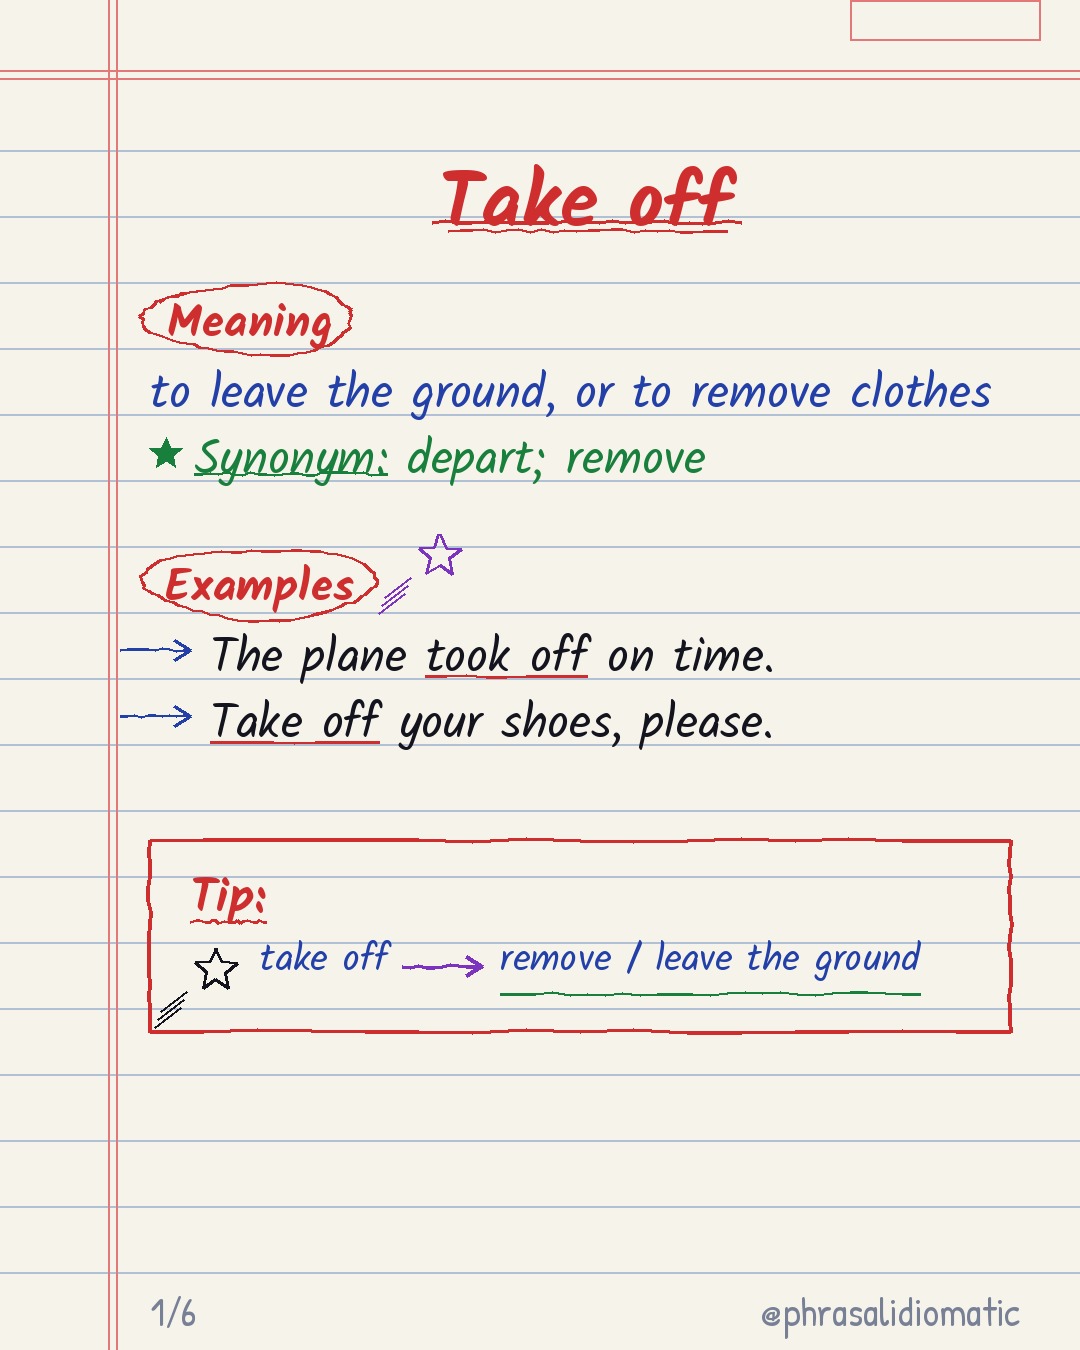 Take off
Meaning
to leave the ground, or to remove clothes
★ Synonym: depart; remove
Examples
→ The plane took off on time.
→ Take off your shoes, please.
Tip:
☆ take off → remove / leave the ground
1/6
@phrasalidiomatic